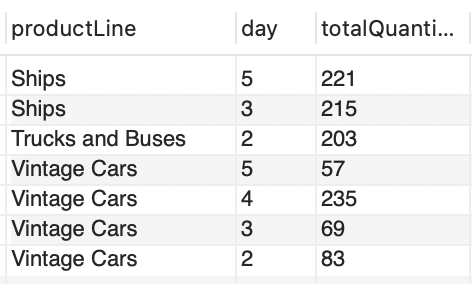 productLine day totalQuanti...
Ships 5 221
Ships 3 215
Trucks and Buses 2 203
Vintage Cars 5 57
Vintage Cars 4 235
Vintage Cars 3 69
Vintage Cars 2 83